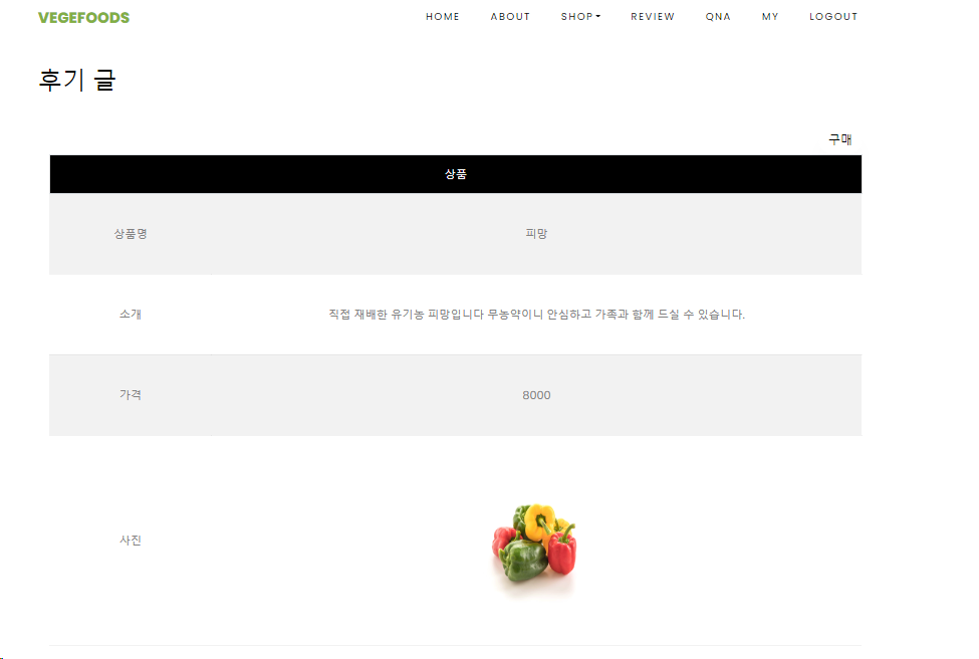 VEGEFOODS HOME ABOUT SHOP REVIEW QNA MY LOGOUT
후기 글
구매
상품
상품명 피망
소개 직접 재배한 유기농 피망입니다 무농약이니 안심하고 가족과 함께 드실 수 있습니다.
가격 8000
사진